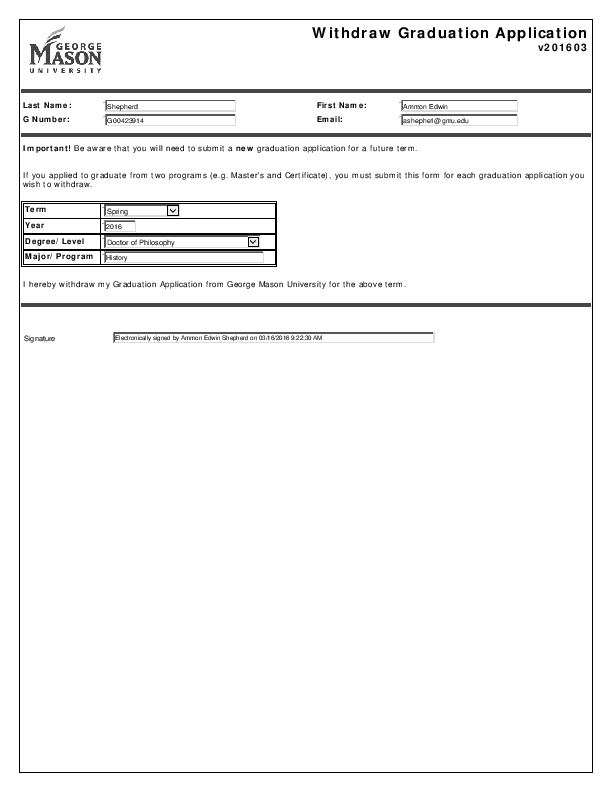 GEORGE
MASON
UNIVERSITY
Withdraw Graduation Application
v201603
Last Name: Shepherd First Name: Ammon Edwin
G Number: G00423914 Email: ashephe1@gmu.edu
Important! Be aware that you will need to submit a new graduation application for a future term.
If you applied to graduate from two programs (e.g. Master's and Certificate), you must submit this form for each graduation application you
wish to withdraw.
Term Spring
Year 2016
Degree/ Level Doctor of Philosophy
Major/ Program History
I hereby withdraw my Graduation Application from George Mason University for the above term.
Signature Electronically signed by Ammon Edwin Shepherd on 03/16/2016 9:22:30 AM